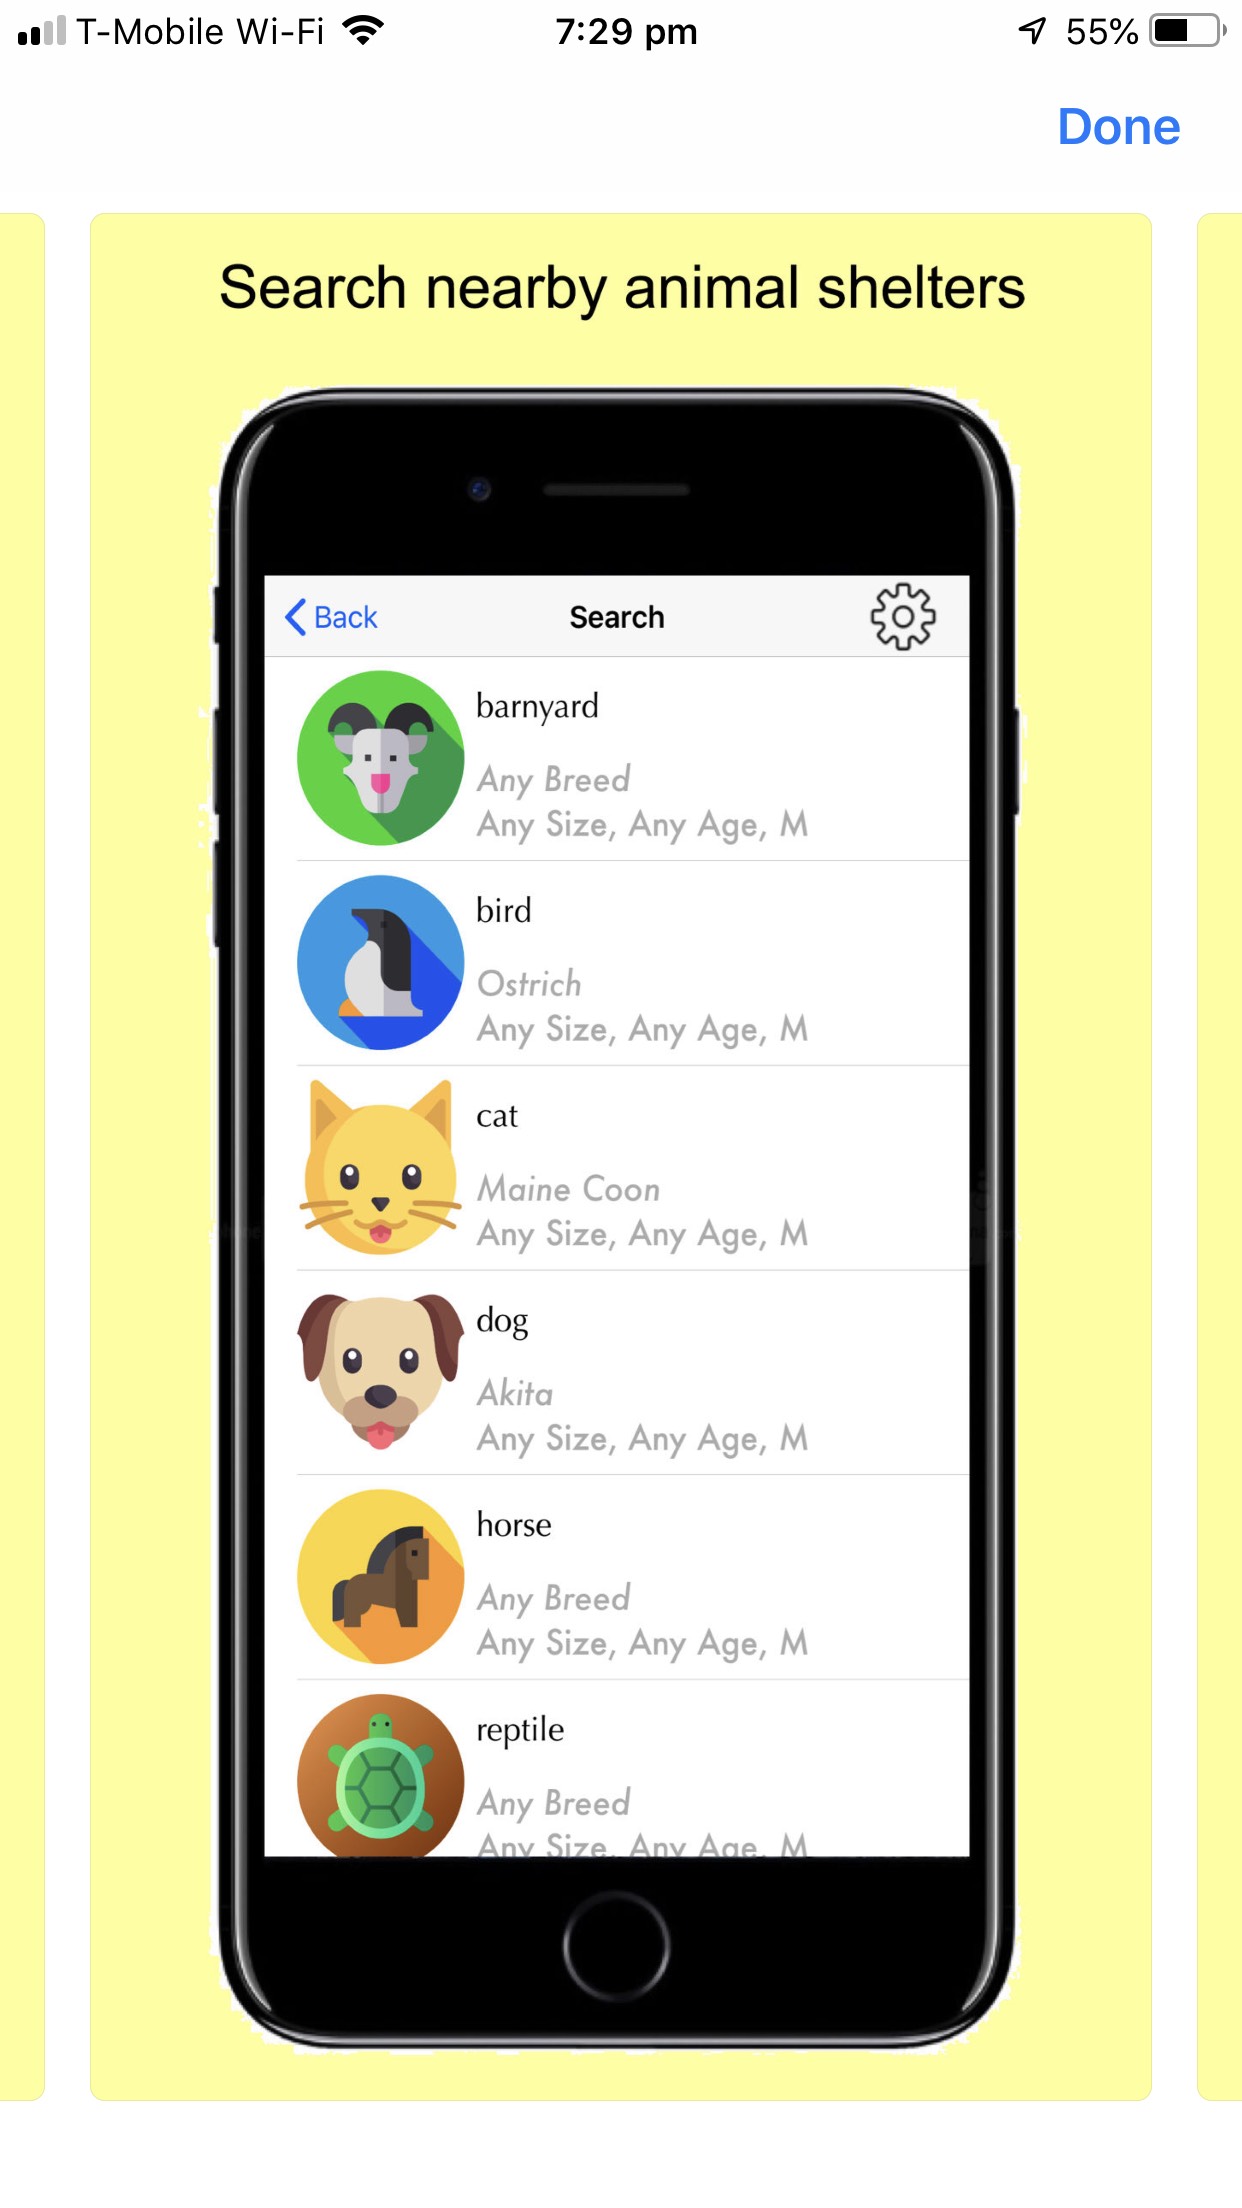 T-Mobile Wi-Fi 7:29 pm 55%
Done
Search nearby animal shelters
Back Search
barnyard
Any Breed
Any Size, Any Age, M
bird
Ostrich
Any Size, Any Age, M
cat
Maine Coon
Any Size, Any Age, M
dog
Akita
Any Size, Any Age, M
horse
Any Breed
Any Size, Any Age, M
reptile
Any Breed
Any Size, Any Age, M